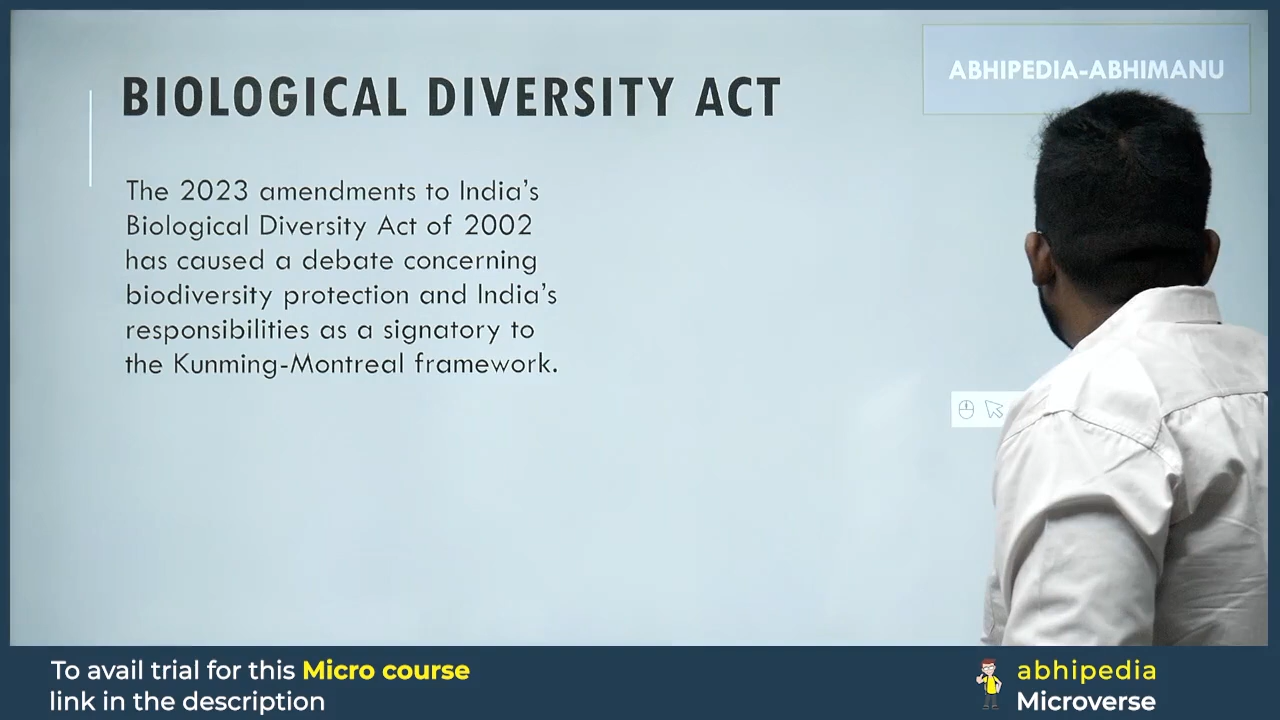 ABHIPEDIA-ABHIMANU
BIOLOGICAL DIVERSITY ACT
The 2023 amendments to India's
Biological Diversity Act of 2002
has caused a debate concerning
biodiversity protection and India's
responsibilities as a signatory to
the Kunming-Montreal framework.
To avail trial for this Micro course
link in the description
abhipedia
Microverse